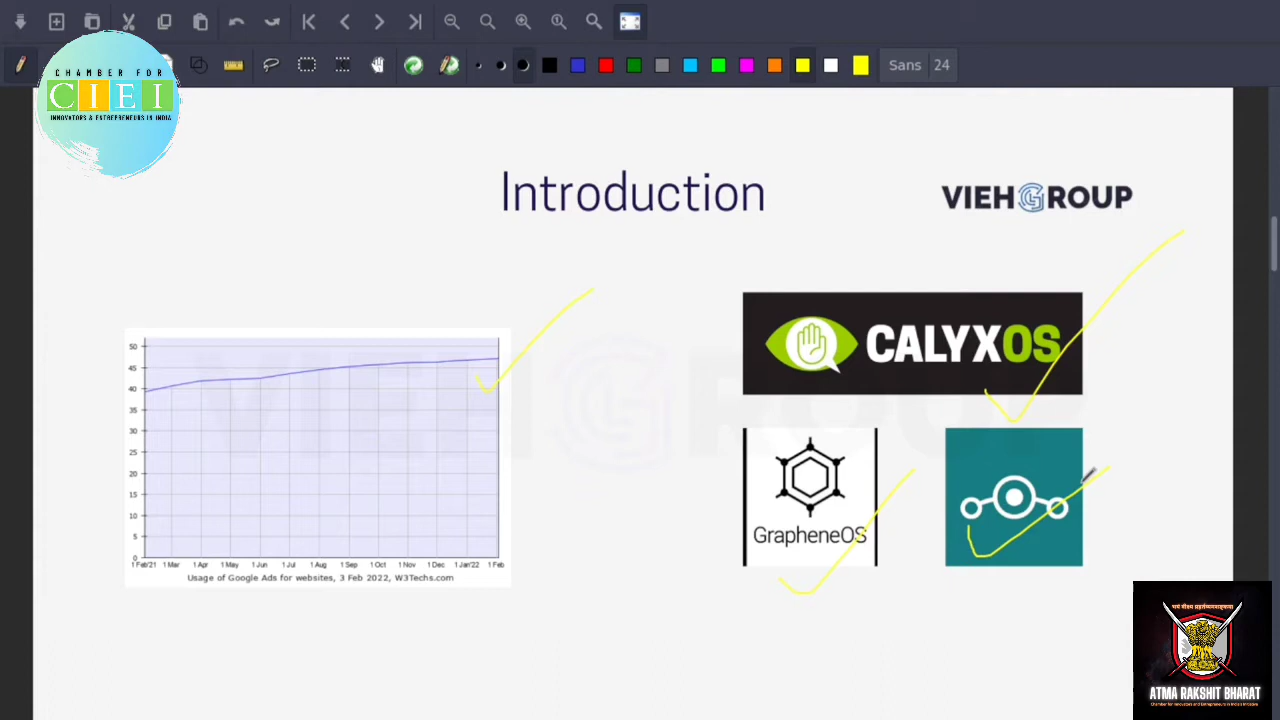 Sans 24
CHAMBER FOR
CIEI
INNOVATORS & ENTREPRENEURS IN INDIA
Introduction
VIEHGROUP
CALYXOS
50
45
40
35
30
25
20
15
10
5
0
1 Feb'21 1 Mar 1 Apr 1 May 1 Jun 1 Jul 1 Aug 1 Sep 1 Oct 1 Nov 1 Dec 1 Jan'22 1 Feb
Usage of Google Ads for websites, 3 Feb 2022, W3Techs.com
GrapheneOS
VIEHGROUP
ATMA RAKSHIT BHARAT